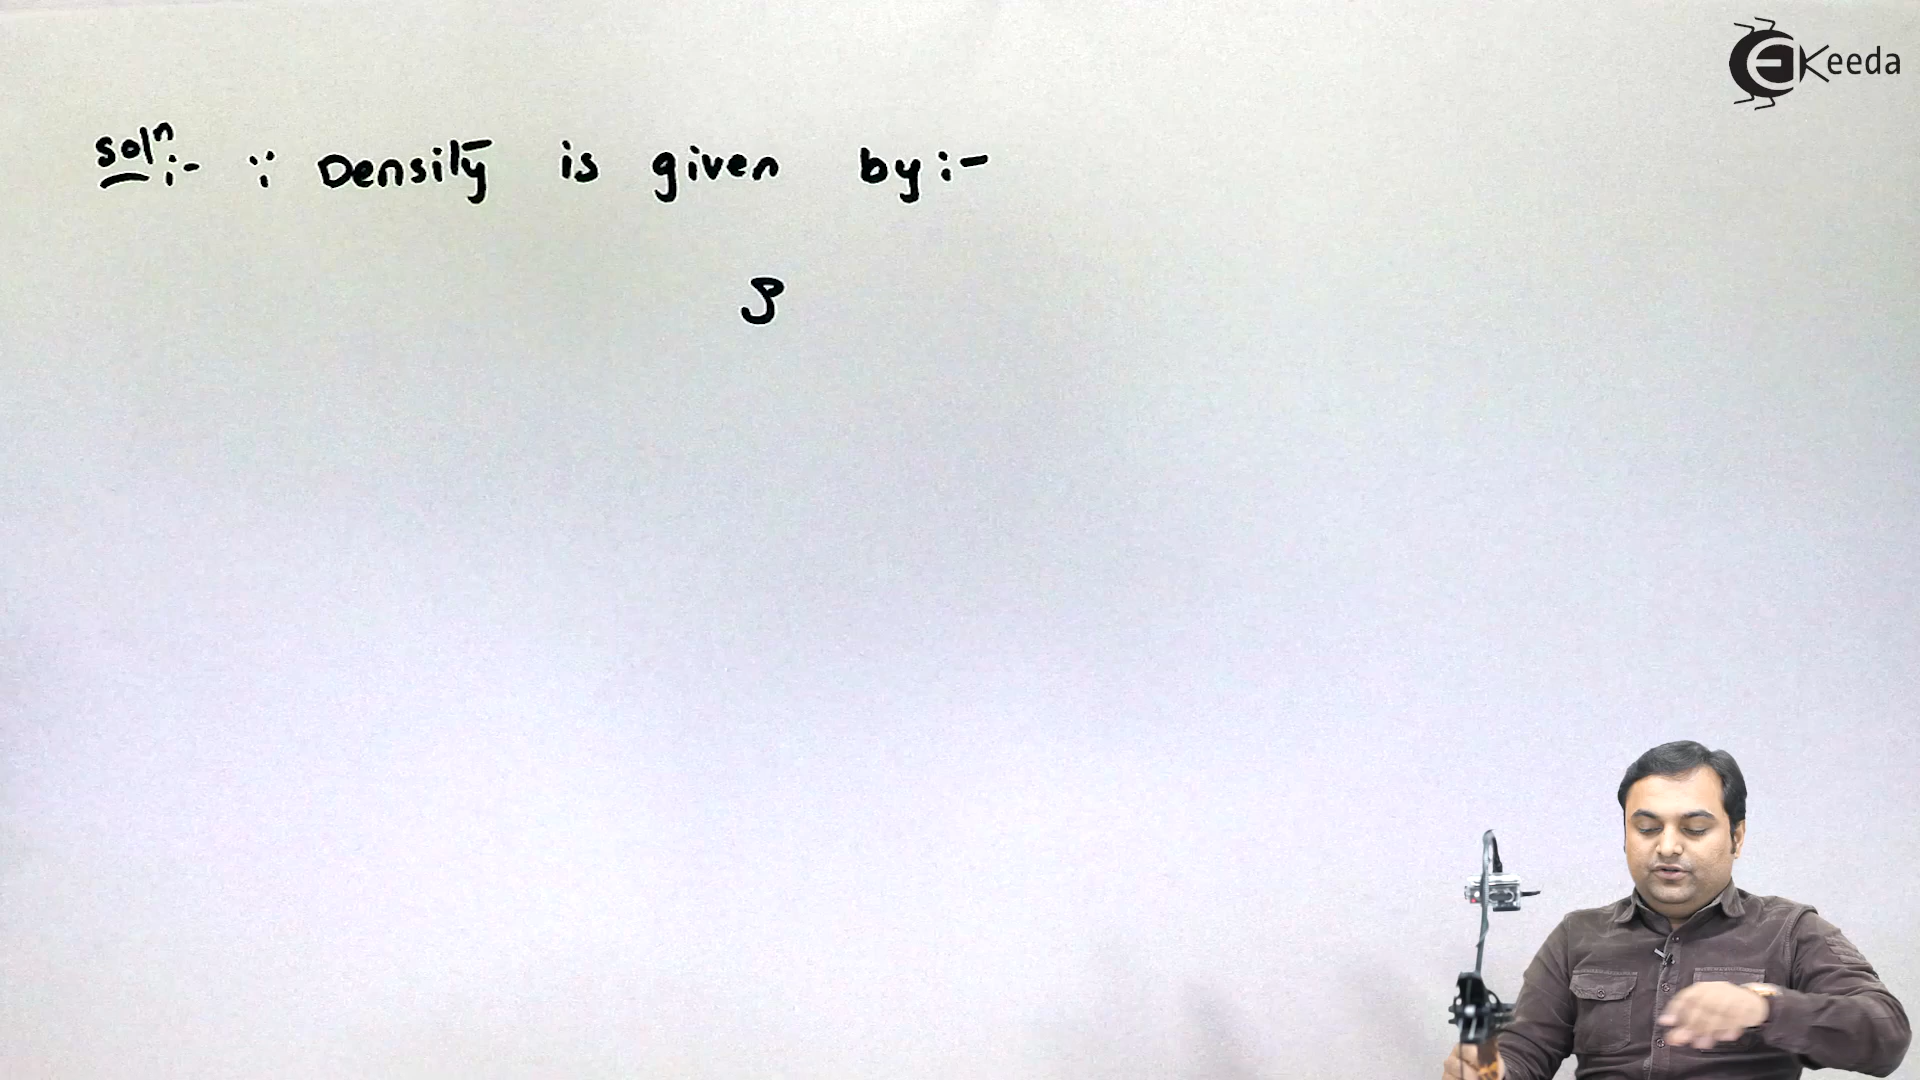 Ekeeda
solⁿ :- ∵ Density is given by :-
ρ